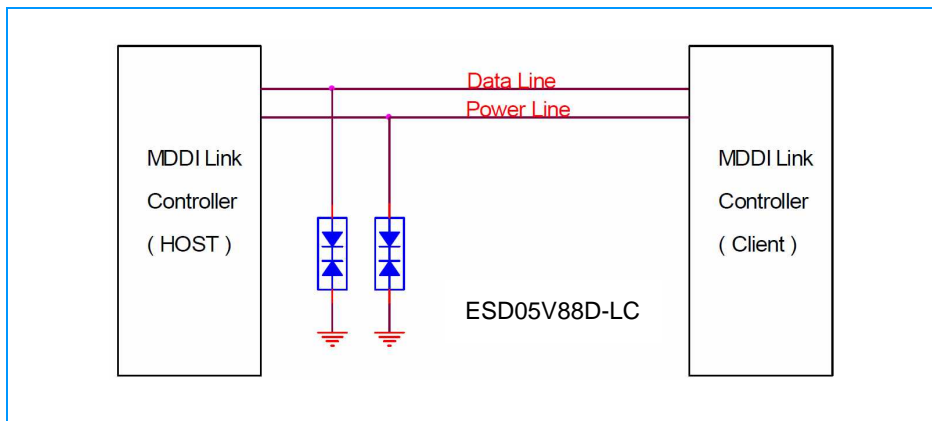 Data Line
Power Line
MDDI Link
Controller
( HOST )
MDDI Link
Controller
( Client )
ESD05V88D-LC